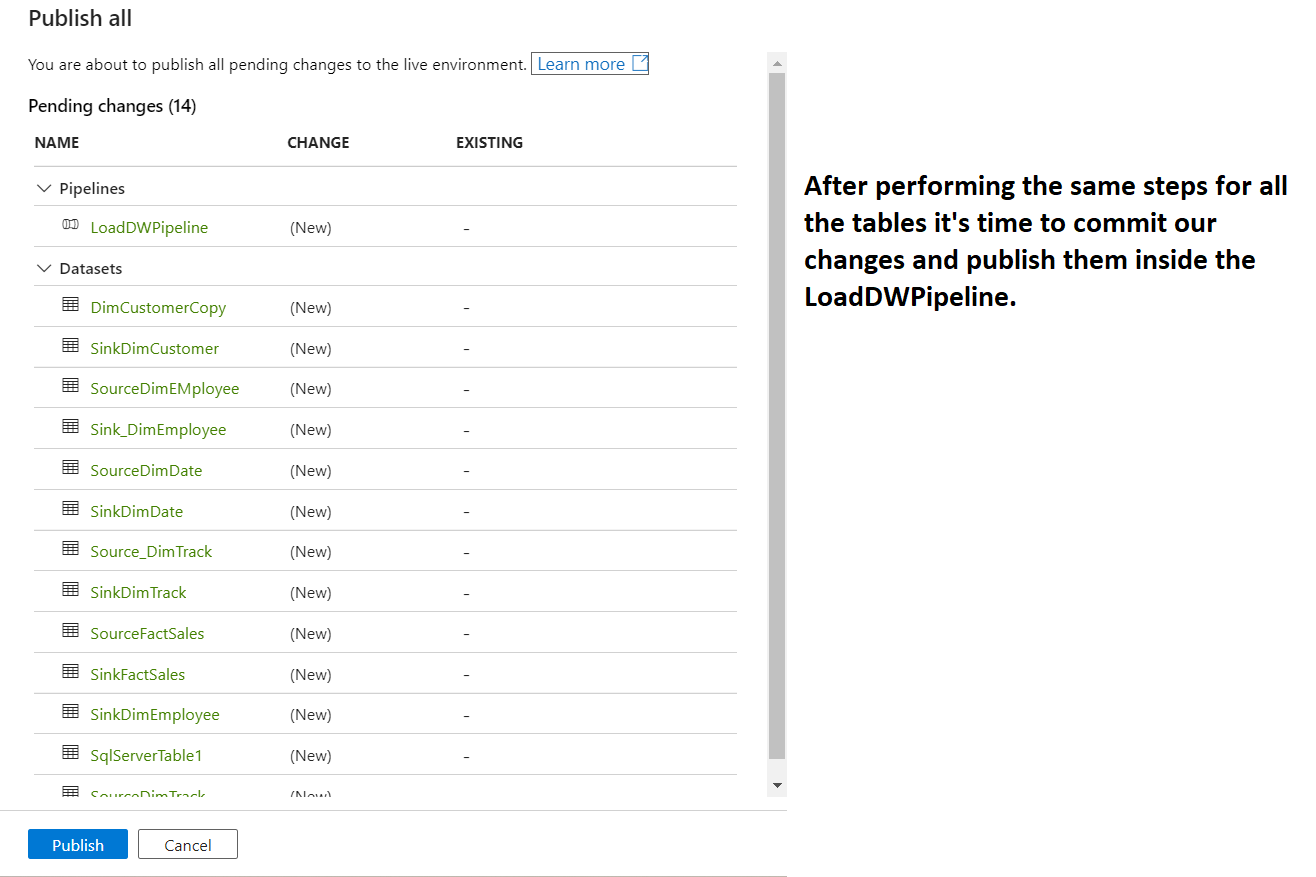 Publish all
You are about to publish all pending changes to the live environment. Learn more
Pending changes (14)
NAME CHANGE EXISTING
Pipelines
LoadDWPipeline (New) -
Datasets
DimCustomerCopy (New) -
SinkDimCustomer (New) -
SourceDimEMployee (New) -
Sink_DimEmployee (New) -
SourceDimDate (New) -
SinkDimDate (New) -
Source_DimTrack (New) -
SinkDimTrack (New) -
SourceFactSales (New) -
SinkFactSales (New) -
SinkDimEmployee (New) -
SqlServerTable1 (New) -
SourceDimTrack (New)
Publish Cancel
After performing the same steps for all
the tables it's time to commit our
changes and publish them inside the
LoadDWPipeline.